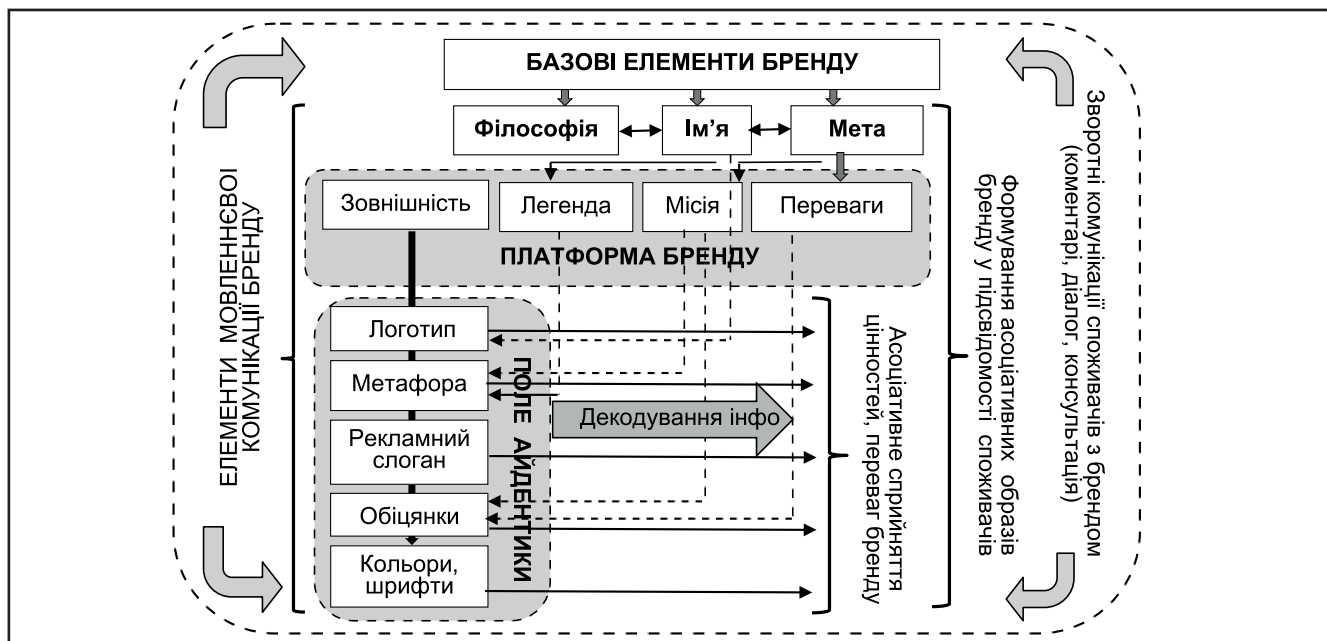 БАЗОВІ ЕЛЕМЕНТИ БРЕНДУ
Філософія
Ім’я
Мета
Зовнішність
Легенда
Місія
Переваги
ПЛАТФОРМА БРЕНДУ
Логотип
Метафора
Рекламний
слоган
Обіцянки
Кольори,
шрифти
ПОЛЕ АЙДЕНТИКИ
Декодування інфо
ЕЛЕМЕНТИ МОВЛЕННЄВОЇ
КОМУНІКАЦІЇ БРЕНДУ
Асоціативне сприйняття
цінностей, переваг бренду
Формування асоціативних образів
бренду у підсвідомості споживачів
Зворотні комунікації споживачів з брендом
(коментарі, діалог, консультація)